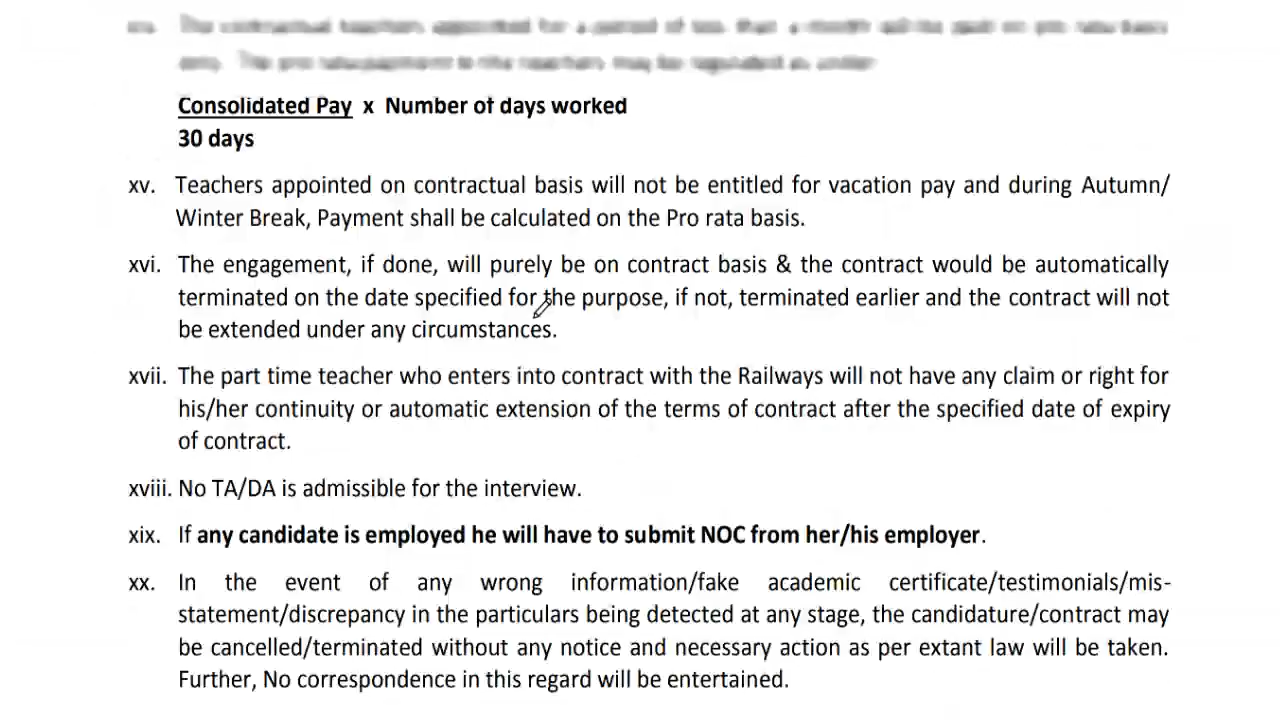 Consolidated Pay x Number of days worked
30 days
xv. Teachers appointed on contractual basis will not be entitled for vacation pay and during Autumn/
Winter Break, Payment shall be calculated on the Pro rata basis.
xvi. The engagement, if done, will purely be on contract basis & the contract would be automatically
terminated on the date specified for the purpose, if not, terminated earlier and the contract will not
be extended under any circumstances.
xvii. The part time teacher who enters into contract with the Railways will not have any claim or right for
his/her continuity or automatic extension of the terms of contract after the specified date of expiry
of contract.
xviii. No TA/DA is admissible for the interview.
xix. If any candidate is employed he will have to submit NOC from her/his employer.
xx. In the event of any wrong information/fake academic certificate/testimonials/mis-
statement/discrepancy in the particulars being detected at any stage, the candidature/contract may
be cancelled/terminated without any notice and necessary action as per extant law will be taken.
Further, No correspondence in this regard will be entertained.